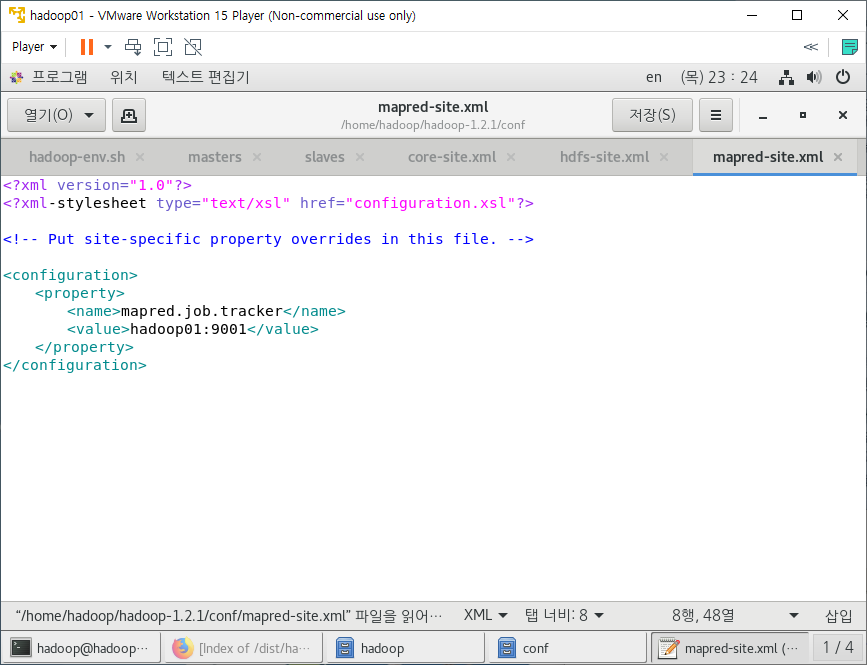 hadoop01 - VMware Workstation 15 Player (Non-commercial use only)
Player
프로그램 위치 텍스트 편집기 en (목) 23 : 24
열기(O) mapred-site.xml 저장(S)
/home/hadoop/hadoop-1.2.1/conf
hadoop-env.sh × masters × slaves × core-site.xml × hdfs-site.xml × mapred-site.xml ×
<?xml version="1.0"?>
<?xml-stylesheet type="text/xsl" href="configuration.xsl"?>
<!-- Put site-specific property overrides in this file. -->
<configuration>
    <property>
        <name>mapred.job.tracker</name>
        <value>hadoop01:9001</value>
    </property>
</configuration>
“/home/hadoop/hadoop-1.2.1/conf/mapred-site.xml” 파일을 읽어… XML 탭 너비: 8 8행, 48열 삽입
hadoop@hadoop… [Index of /dist/ha… hadoop conf mapred-site.xml (… 1 / 4